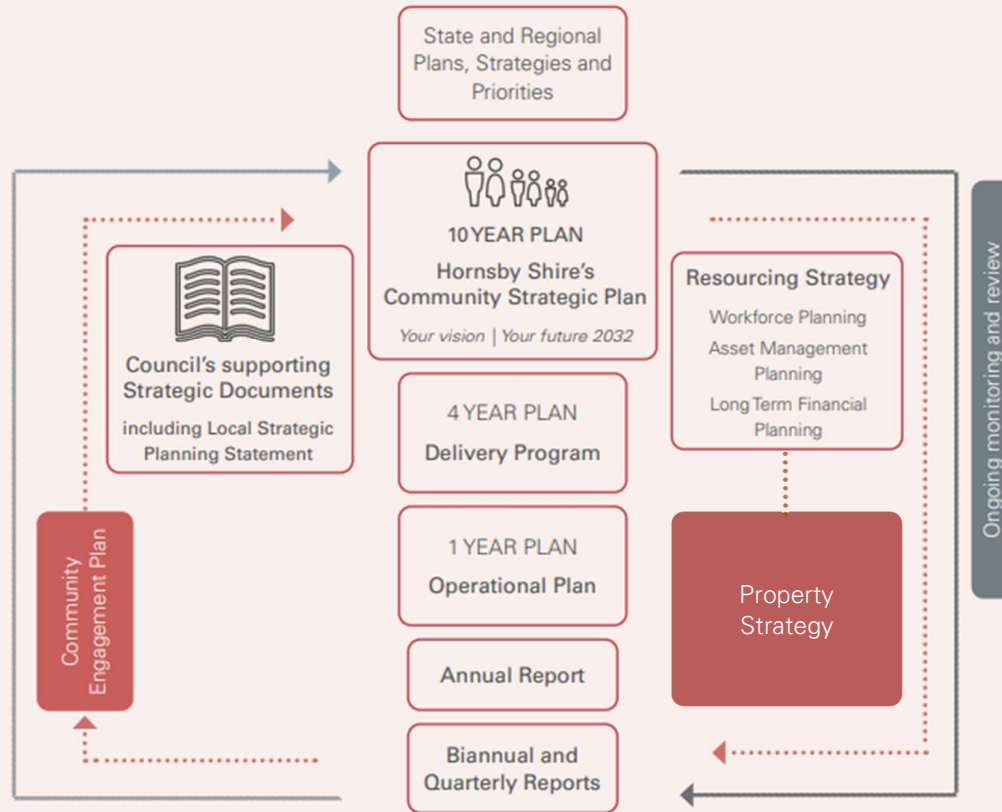 State and Regional
Plans, Strategies and
Priorities
10 YEAR PLAN
Hornsby Shire's
Community Strategic Plan
Your vision | Your future 2032
Council's supporting
Strategic Documents
including Local Strategic
Planning Statement
Resourcing Strategy
Workforce Planning
Asset Management
Planning
Long Term Financial
Planning
4 YEAR PLAN
Delivery Program
1 YEAR PLAN
Operational Plan
Property
Strategy
Community
Engagement Plan
Annual Report
Biannual and
Quarterly Reports
Ongoing monitoring and review